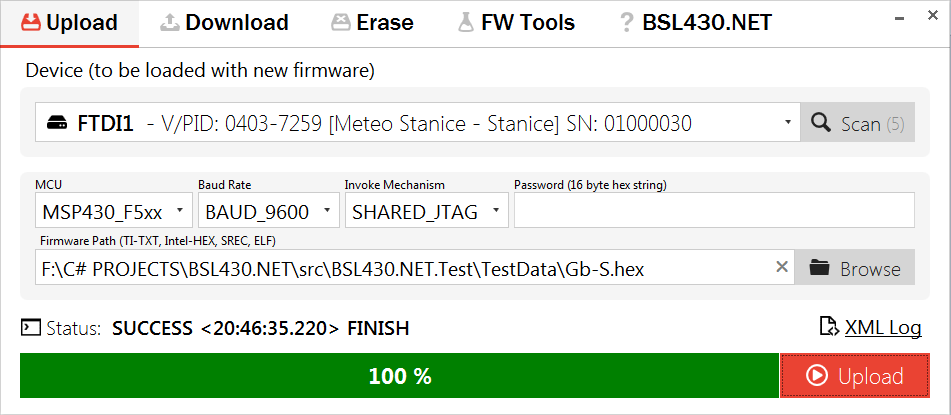 Upload Download Erase FW Tools ? BSL430.NET
Device (to be loaded with new firmware)
FTDI1 - V/PID: 0403-7259 [Meteo Stanice - Stanice] SN: 01000030 Scan (5)
MCU Baud Rate Invoke Mechanism Password (16 byte hex string)
MSP430_F5xx BAUD_9600 SHARED_JTAG
Firmware Path (TI-TXT, Intel-HEX, SREC, ELF)
F:\C# PROJECTS\BSL430.NET\src\BSL430.NET.Test\TestData\Gb-S.hex Browse
Status: SUCCESS <20:46:35.220> FINISH XML Log
100 % Upload